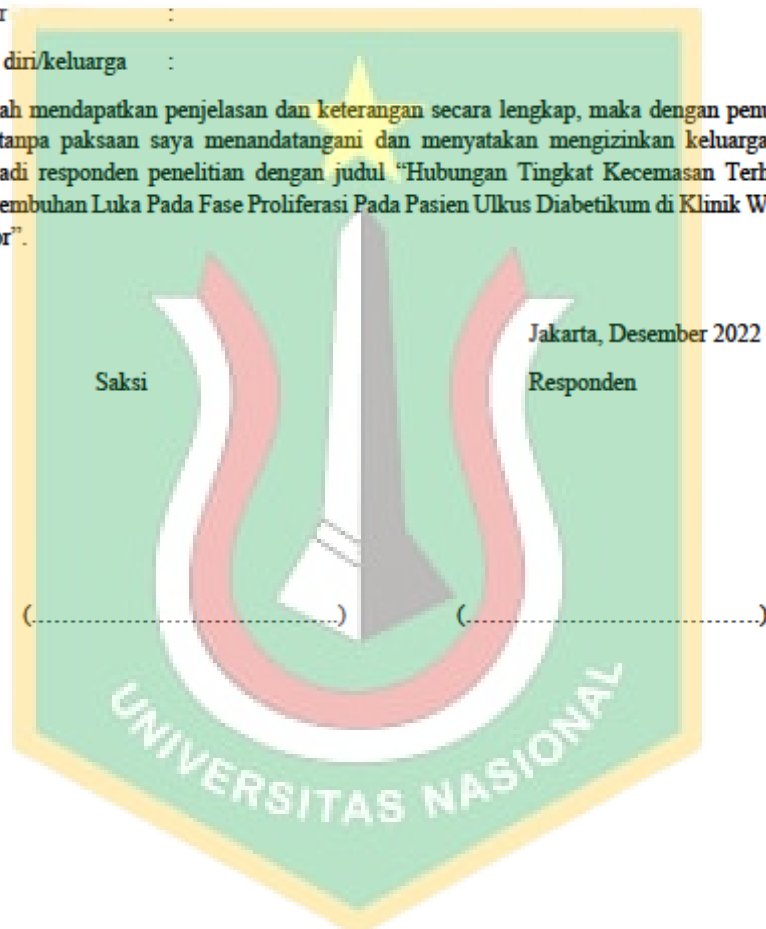 r :
diri/keluarga :
ah mendapatkan penjelasan dan keterangan secara lengkap, maka dengan penu
tanpa paksaan saya menandatangani dan menyatakan mengizinkan keluarga
adi responden penelitian dengan judul “Hubungan Tingkat Kecemasan Terh
embuhan Luka Pada Fase Proliferasi Pada Pasien Ulkus Diabetikum di Klinik W
or”.
Jakarta, Desember 2022
Saksi Responden
(.......................................) (.......................................)
UNIVERSITAS NASIONAL